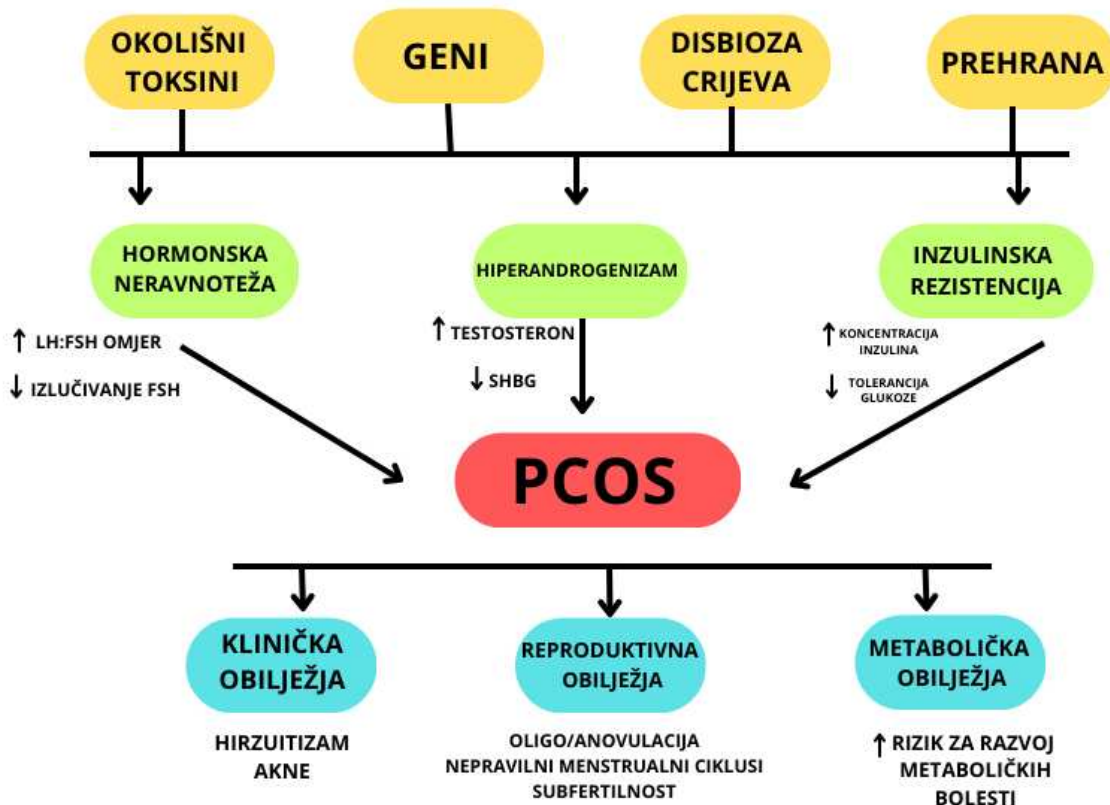 OKOLIŠNI
TOKSINI
GENI
DISBIOZA
CRIJEVA
PREHRANA
HORMONSKA
NERAVNOTEŽA
↑ LH:FSH OMJER
↓ IZLUČIVANJE FSH
HIPERANDROGENIZAM
↑ TESTOSTERON
↓ SHBG
INZULINSKA
REZISTENCIJA
↑ KONCENTRACIJA
INZULINA
↓ TOLERANCIJA
GLUKOZE
PCOS
KLINIČKA
OBILJEŽJA
HIRZUITIZAM
AKNE
REPRODUKTIVNA
OBILJEŽJA
OLIGO/ANOVULACIJA
NEPRAVILNI MENSTRUALNI CIKLUSI
SUBFERTILNOST
METABOLIČKA
OBILJEŽJA
↑ RIZIK ZA RAZVOJ
METABOLIČKIH
BOLESTI